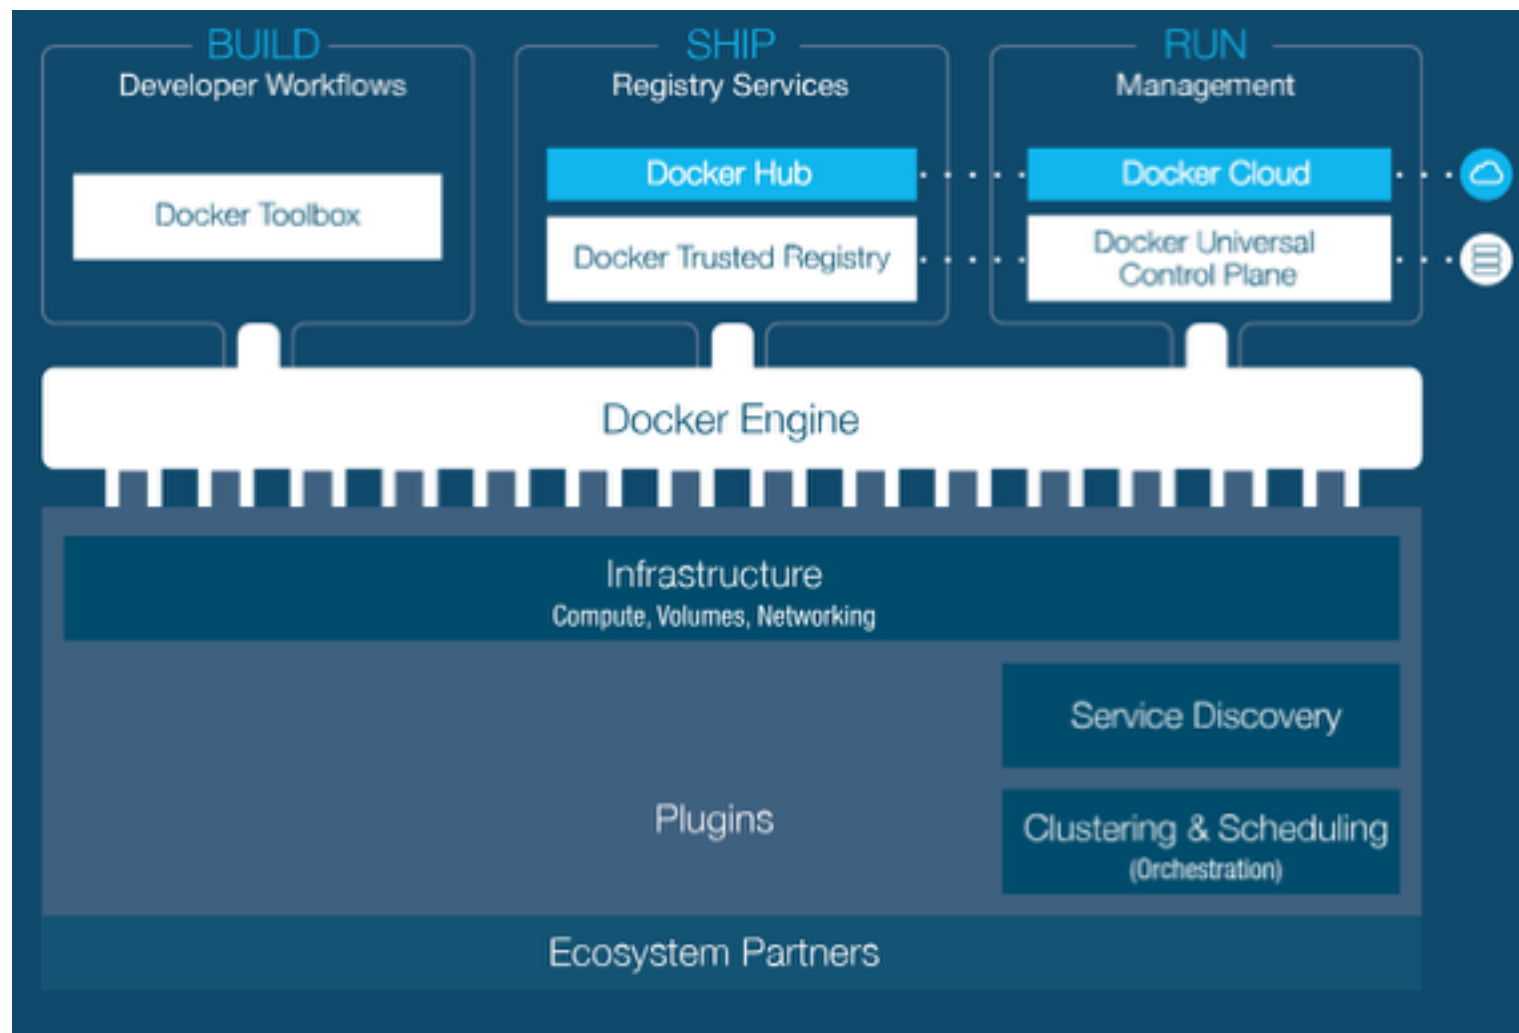 BUILD
Developer Workflows
Docker Toolbox
SHIP
Registry Services
Docker Hub
Docker Trusted Registry
RUN
Management
Docker Cloud
Docker Universal
Control Plane
Docker Engine
Infrastructure
Compute, Volumes, Networking
Service Discovery
Plugins
Clustering & Scheduling
(Orchestration)
Ecosystem Partners